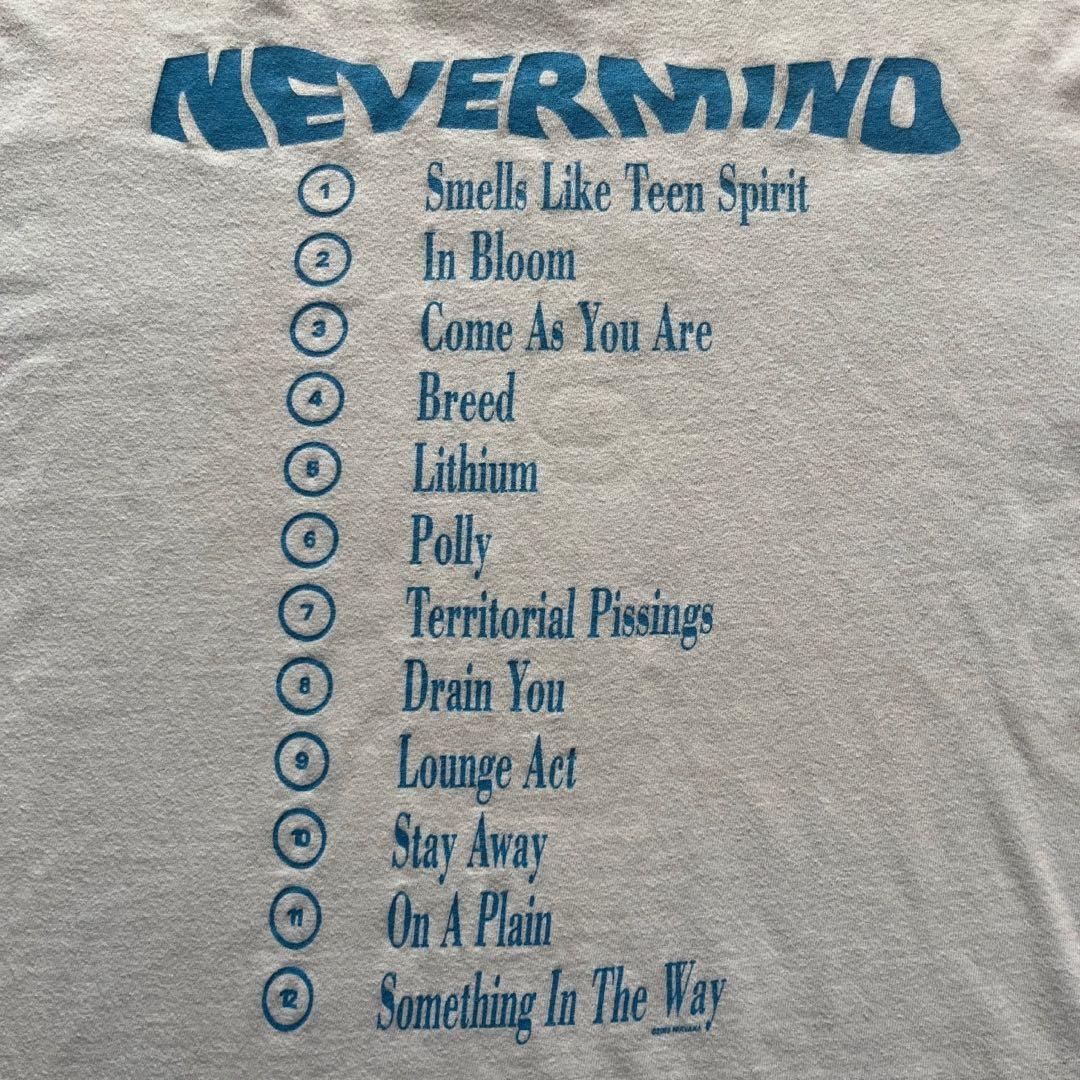 NEVERMIND
1 Smells Like Teen Spirit
2 In Bloom
3 Come As You Are
4 Breed
5 Lithium
6 Polly
7 Territorial Pissings
8 Drain You
9 Lounge Act
10 Stay Away
11 On A Plain
12 Something In The Way
NIRVANA